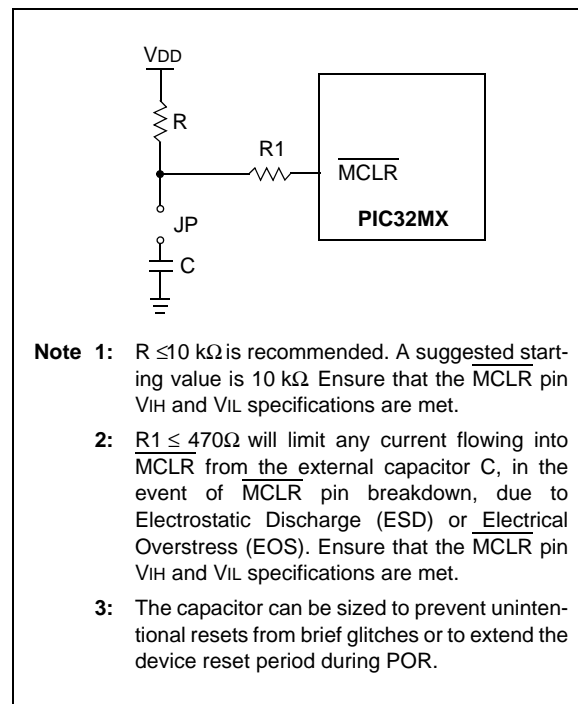 VDD
R
R1
MCLR
JP
PIC32MX
C
Note 1: R ≤10 kΩ is recommended. A suggested start-
ing value is 10 kΩ. Ensure that the MCLR pin
VIH and VIL specifications are met.
2: R1 ≤ 470Ω will limit any current flowing into
MCLR from the external capacitor C, in the
event of MCLR pin breakdown, due to
Electrostatic Discharge (ESD) or Electrical
Overstress (EOS). Ensure that the MCLR pin
VIH and VIL specifications are met.
3: The capacitor can be sized to prevent uninten-
tional resets from brief glitches or to extend the
device reset period during POR.